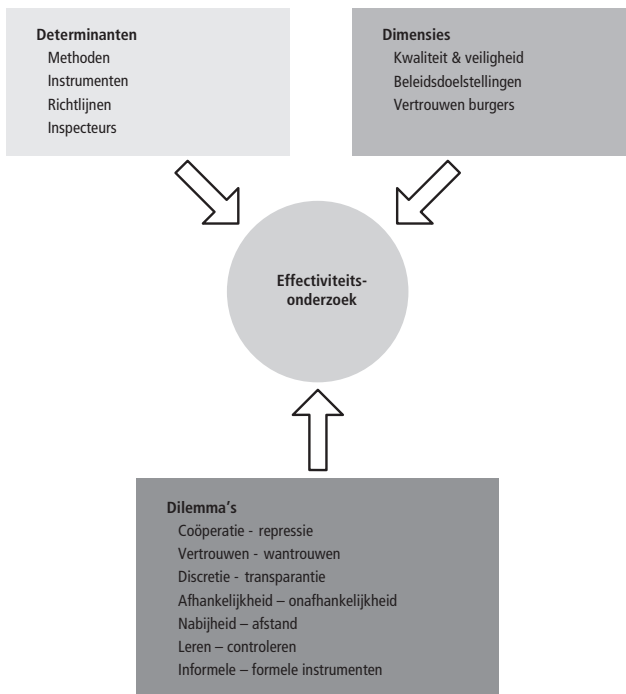 Determinanten
Methoden
Instrumenten
Richtlijnen
Inspecteurs
Dimensies
Kwaliteit & veiligheid
Beleidsdoelstellingen
Vertrouwen burgers
Effectiviteits-
onderzoek
Dilemma's
Coöperatie - repressie
Vertrouwen - wantrouwen
Discretie - transparantie
Afhankelijkheid – onafhankelijkheid
Nabijheid – afstand
Leren – controleren
Informele – formele instrumenten